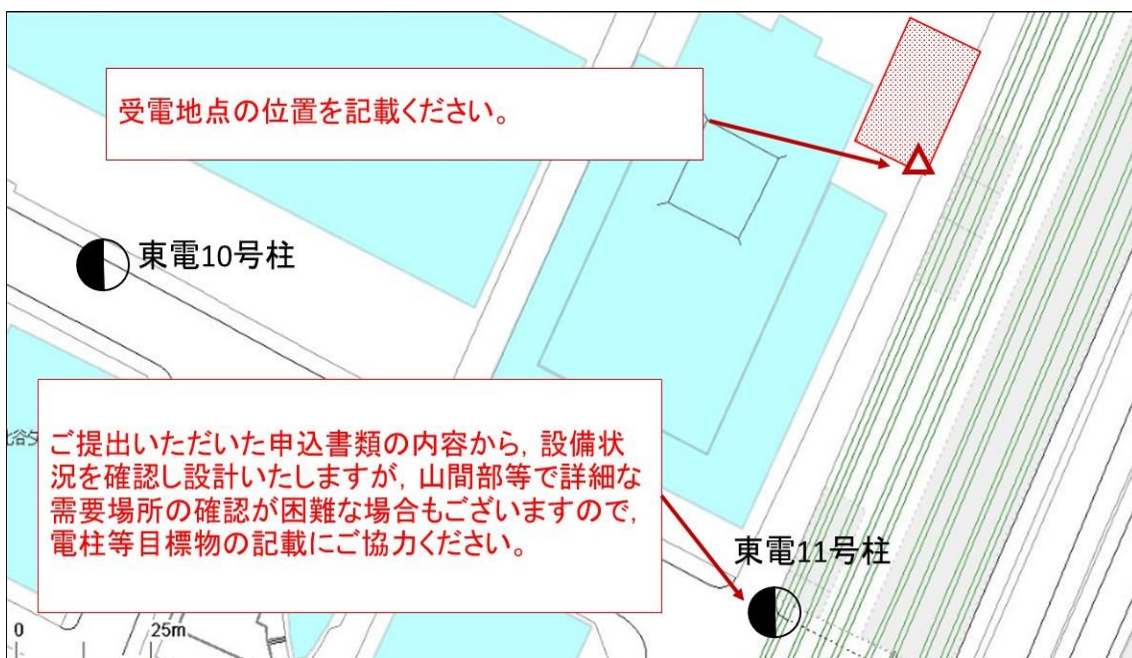 受電地点の位置を記載ください。
東電10号柱
ご提出いただいた申込書類の内容から，設備状
況を確認し設計いたしますが，山間部等で詳細な
需要場所の確認が困難な場合もございますので，
電柱等目標物の記載にご協力ください。
東電11号柱
0
25m